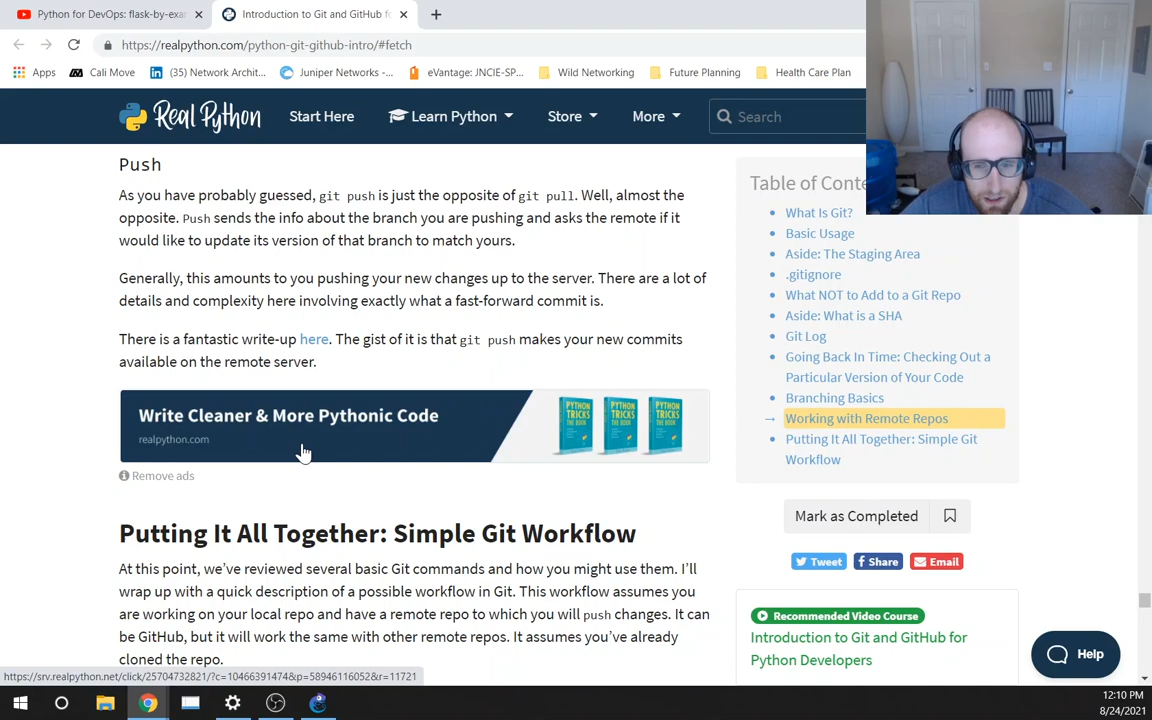 Python for DevOps: flask-by-exa
Introduction to Git and GitHub f
https://realpython.com/python-git-github-intro/#fetch
Apps
Cali Move
(35) Network Archit...
Juniper Networks -...
eVantage: JNCIE-SP...
Wild Networking
Future Planning
Health Care Plan
Real Python
Start Here
Learn Python
Store
More
Search
Push
As you have probably guessed, git push is just the opposite of git pull. Well, almost the
opposite. Push sends the info about the branch you are pushing and asks the remote if it
would like to update its version of that branch to match yours.
Generally, this amounts to you pushing your new changes up to the server. There are a lot of
details and complexity here involving exactly what a fast-forward commit is.
There is a fantastic write-up here. The gist of it is that git push makes your new commits
available on the remote server.
Write Cleaner & More Pythonic Code
realpython.com
PYTHON TRICKS THE BOOK
PYTHON TRICKS THE BOOK
PYTHON TRICKS THE BOOK
Remove ads
Putting It All Together: Simple Git Workflow
At this point, we’ve reviewed several basic Git commands and how you might use them. I’ll
wrap up with a quick description of a possible workflow in Git. This workflow assumes you
are working on your local repo and have a remote repo to which you will push changes. It can
be GitHub, but it will work the same with other remote repos. It assumes you’ve already
cloned the repo.
Table of Conte
What Is Git?
Basic Usage
Aside: The Staging Area
.gitignore
What NOT to Add to a Git Repo
Aside: What is a SHA
Git Log
Going Back In Time: Checking Out a
Particular Version of Your Code
Branching Basics
→ Working with Remote Repos
Putting It All Together: Simple Git
Workflow
Mark as Completed
Tweet
Share
Email
Recommended Video Course
Introduction to Git and GitHub for
Python Developers
Help
https://srv.realpython.net/click/25704732821/?c=104663914748&p=58946116052&r=11721
12:10 PM
8/24/2021